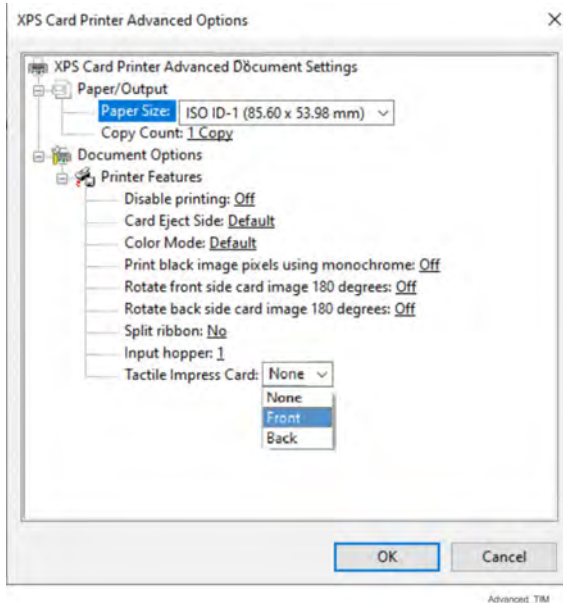 XPS Card Printer Advanced Options
XPS Card Printer Advanced Document Settings
Paper/Output
Paper Size: ISO ID-1 (85.60 x 53.98 mm)
Copy Count: 1 Copy
Document Options
Printer Features
Disable printing: Off
Card Eject Side: Default
Color Mode: Default
Print black image pixels using monochrome: Off
Rotate front side card image 180 degrees: Off
Rotate back side card image 180 degrees: Off
Split ribbon: No
Input hopper: 1
Tactile Impress Card: None
None
Front
Back
OK Cancel
Advanced_TIM